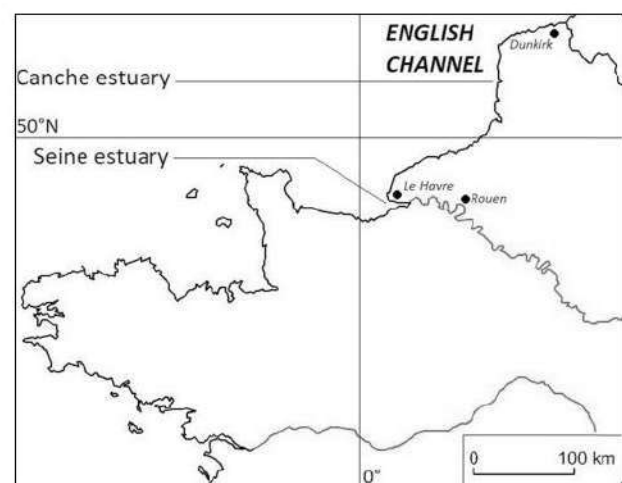 ENGLISH
CHANNEL
Dunkirk
Canche estuary
50°N
Seine estuary
Le Havre
Rouen
0 100 km
0°